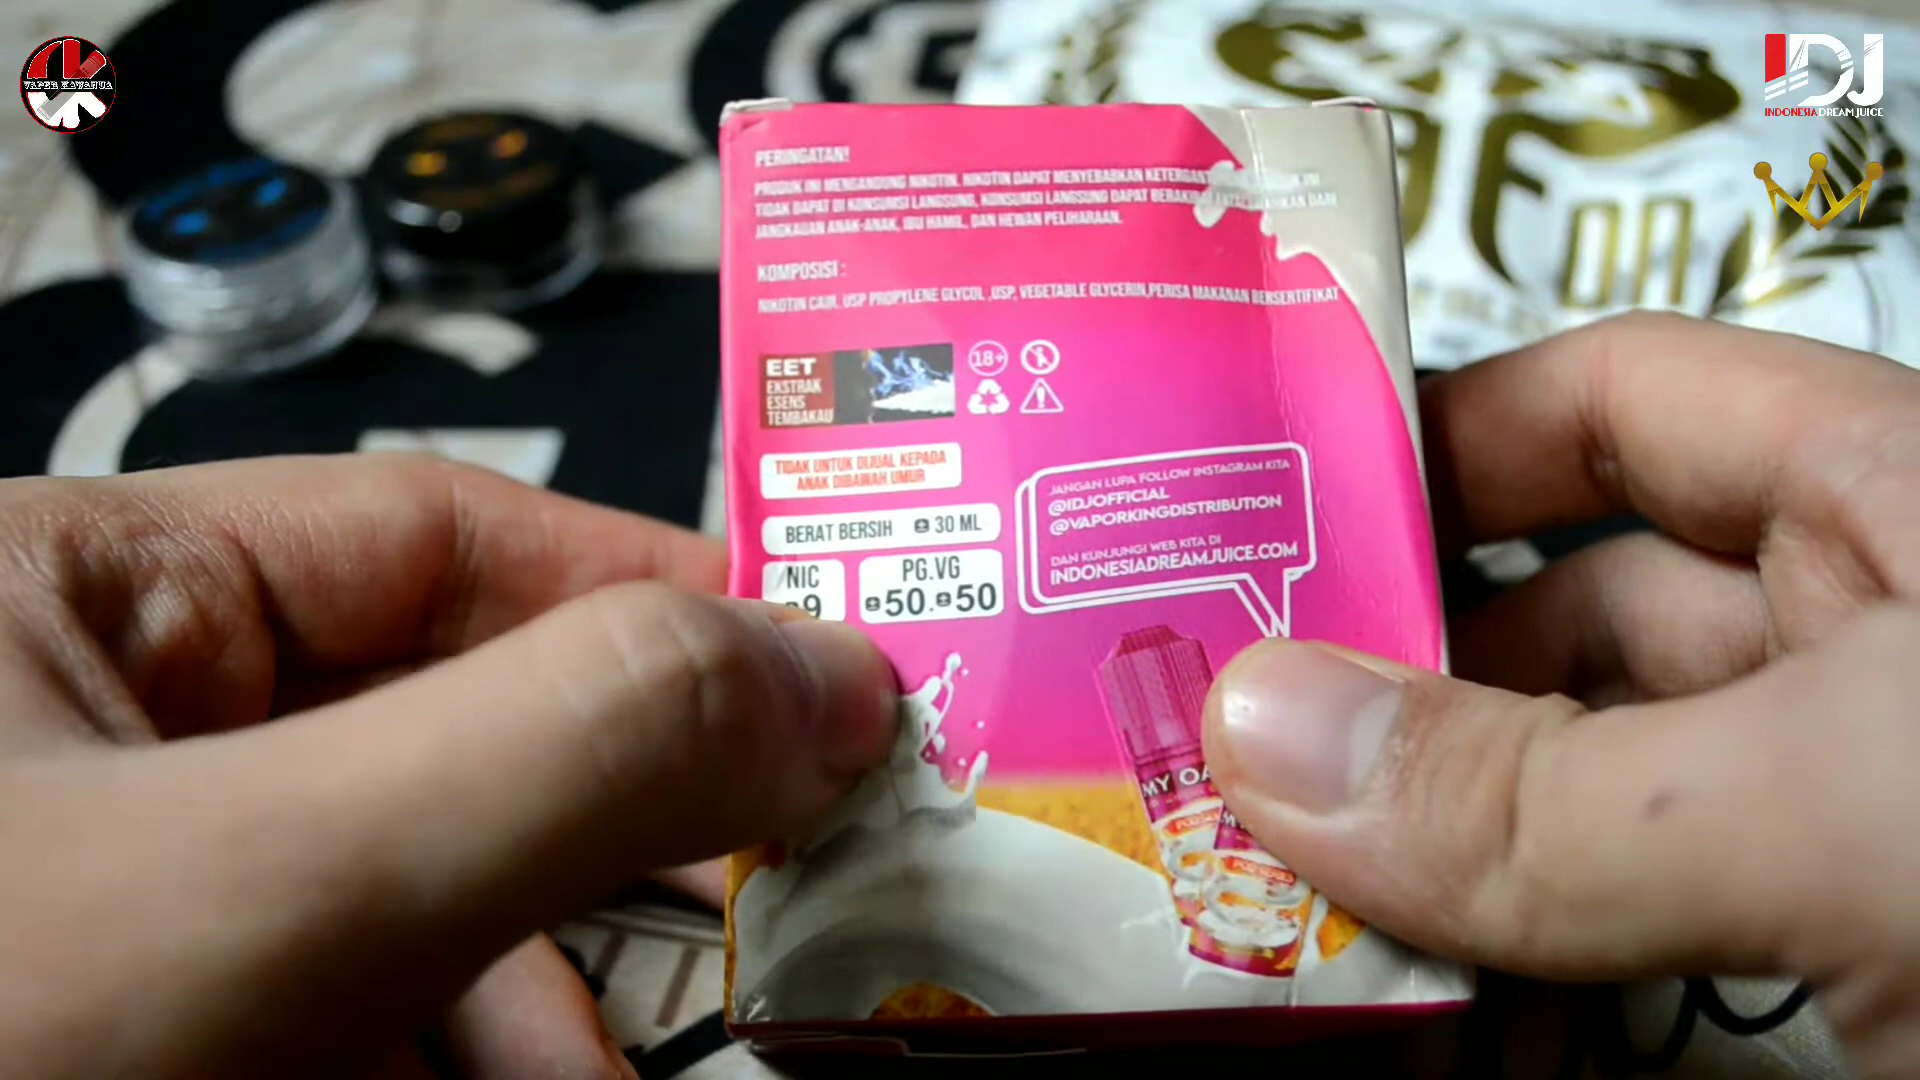 VAPER KAWANUA
IDJ
INDONESIA DREAM JUICE
PERINGATAN!
PRODUK INI MENGANDUNG NIKOTIN. NIKOTIN DAPAT MENYEBABKAN
TIDAK DAPAT DI KONSUMSI LANGSUNG, KONSUMSI LANGSUNG DAPAT
JANGKAUAN ANAK-ANAK, IBU HAMIL, DAN HEWAN PELIHARAAN.
KOMPOSISI :
NIKOTIN CAIR, USP PROPYLENE GLYCOL ,USP, VEGETABLE GLYCERIN,PERISA MAKANAN BERSERTIFIKAT
EET
EKSTRAK
ESENS
TEMBAKAU
18+
TIDAK UNTUK DIJUAL KEPADA
ANAK DIBAWAH UMUR
BERAT BERSIH 30 ML
NIC
9
PG.VG
50.50
JANGAN LUPA FOLLOW INSTAGRAM KITA
@IDJOFFICIAL
@VAPORKINGDISTRIBUTION
DAN KUNJUNGI WEB KITA DI
INDONESIADREAMJUICE.COM
MY